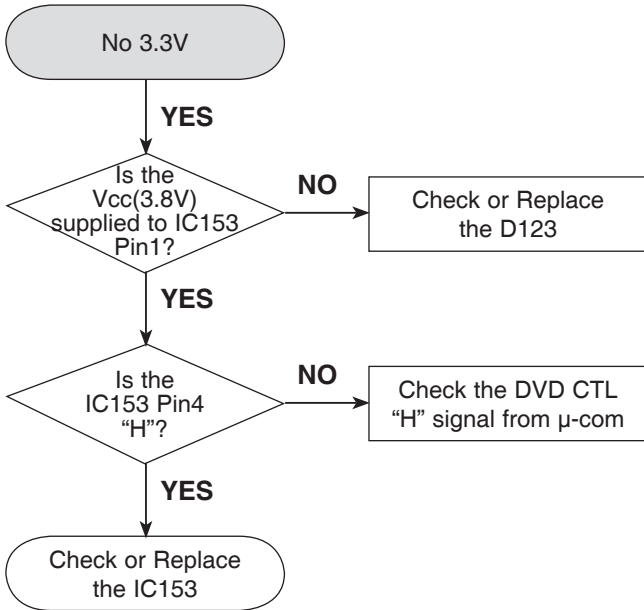 No 3.3V
YES
Is the
Vcc(3.8V)
supplied to IC153
Pin1?
NO
Check or Replace
the D123
YES
Is the
IC153 Pin4
“H”?
NO
Check the DVD CTL
“H” signal from µ-com
YES
Check or Replace
the IC153